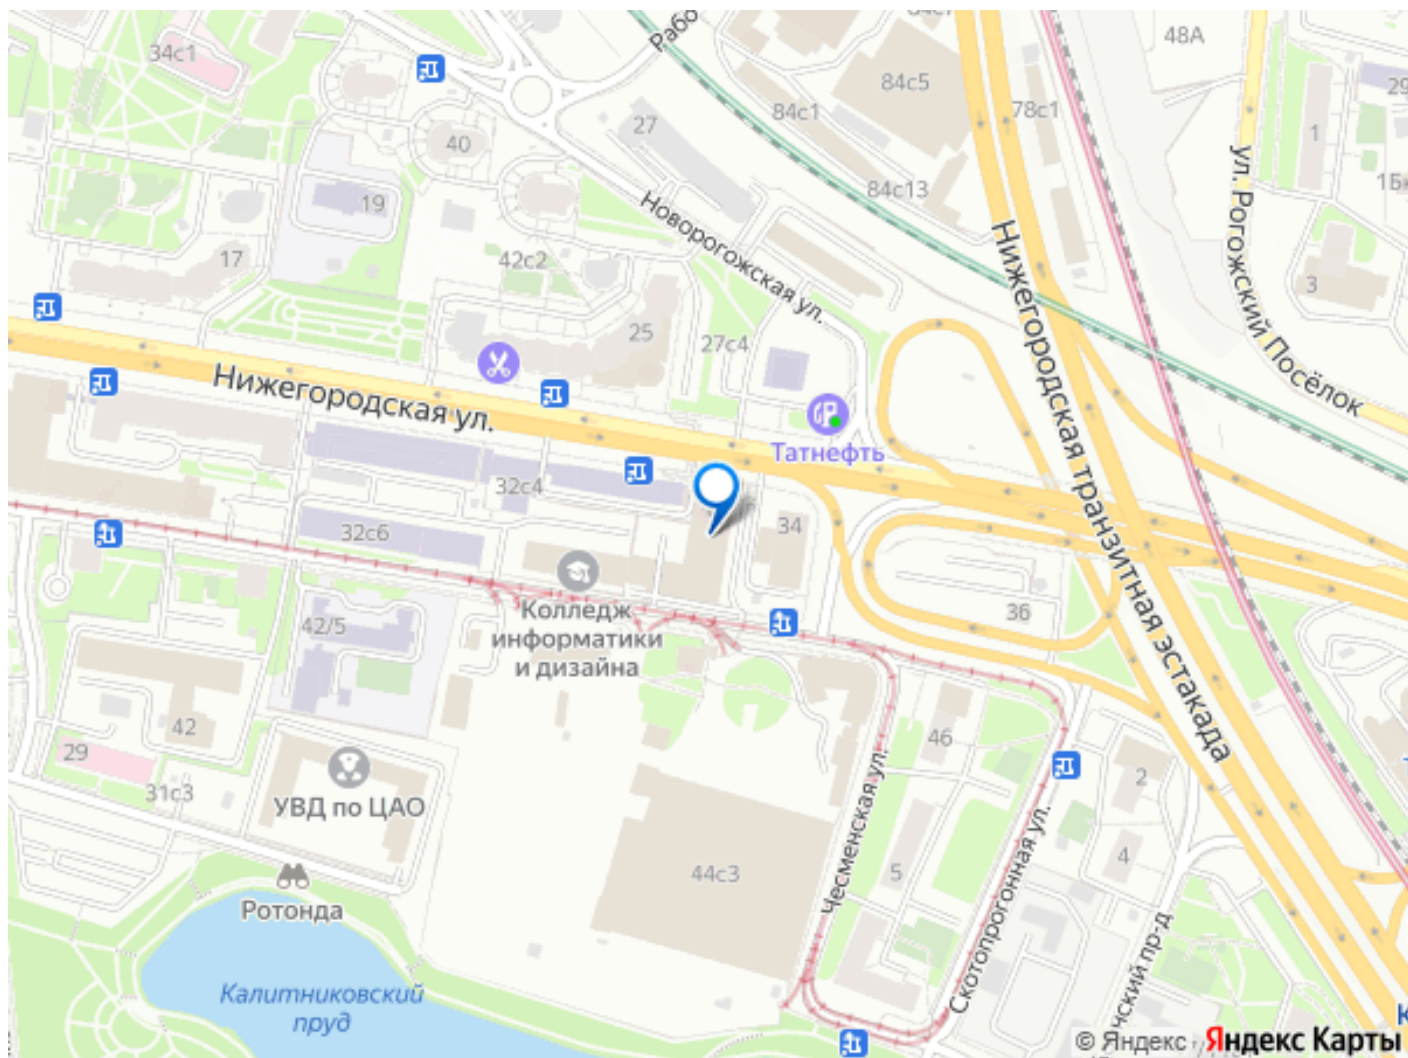 34с1
Рабо
84с5
48А
29
84с1
78с1
1
27
40
ул. Рогожский Посёлок
84с13
19
Новорогожская ул.
Нижегородская транзитная эстакада
17
42с2
3
25
27с4
Нижегородская ул.
Татнефть
32с4
34
32с6
Колледж
информатики
и дизайна
36
42/5
42
46
29
31с3
УВД по ЦАО
Чесменская ул.
2
4
44с3
5
Скотопрогонная ул.
Ротонда
Калитниковский
пруд
нский пр-д
К
© Яндекс
Яндекс Карты